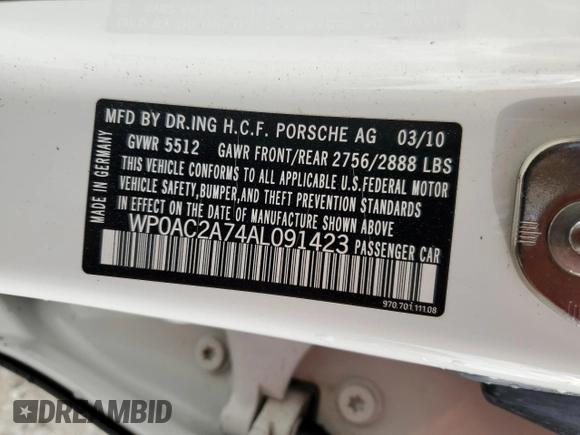 MFD BY DR.ING H.C.F. PORSCHE AG 03/10
GVWR 5512 GAWR FRONT/REAR 2756/2888 LBS
THIS VEHICLE CONFORMS TO ALL APPLICABLE U.S.FEDERAL MOTOR
VEHICLE SAFETY,BUMPER,AND THEFT PREVENTION STANDARDS
IN EFFECT ON THE DATE OF MANUFACTURE SHOWN ABOVE
WP0AC2A74AL091423 PASSENGER CAR
MADE IN GERMANY
970.701.111.08
DREAMBID